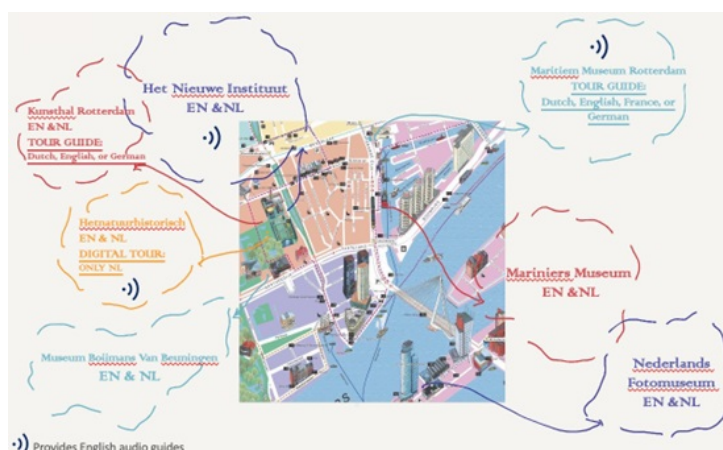 Het Nieuwe Instituut
EN &NL
Maritiem Museum Rotterdam
TOUR GUIDE:
Dutch, English, France, or
German
Kunsthal Rotterdam
EN &NL
TOUR GUIDE:
Dutch, English, or German
Hetnatuurhistorisch
EN & NL
DIGITAL TOUR:
ONLY NL
Mariniers Museum
EN &NL
Museum Boijmans Van Beuningen
EN & NL
Nederlands
Fotomuseum
EN &NL
Provides English audio guides